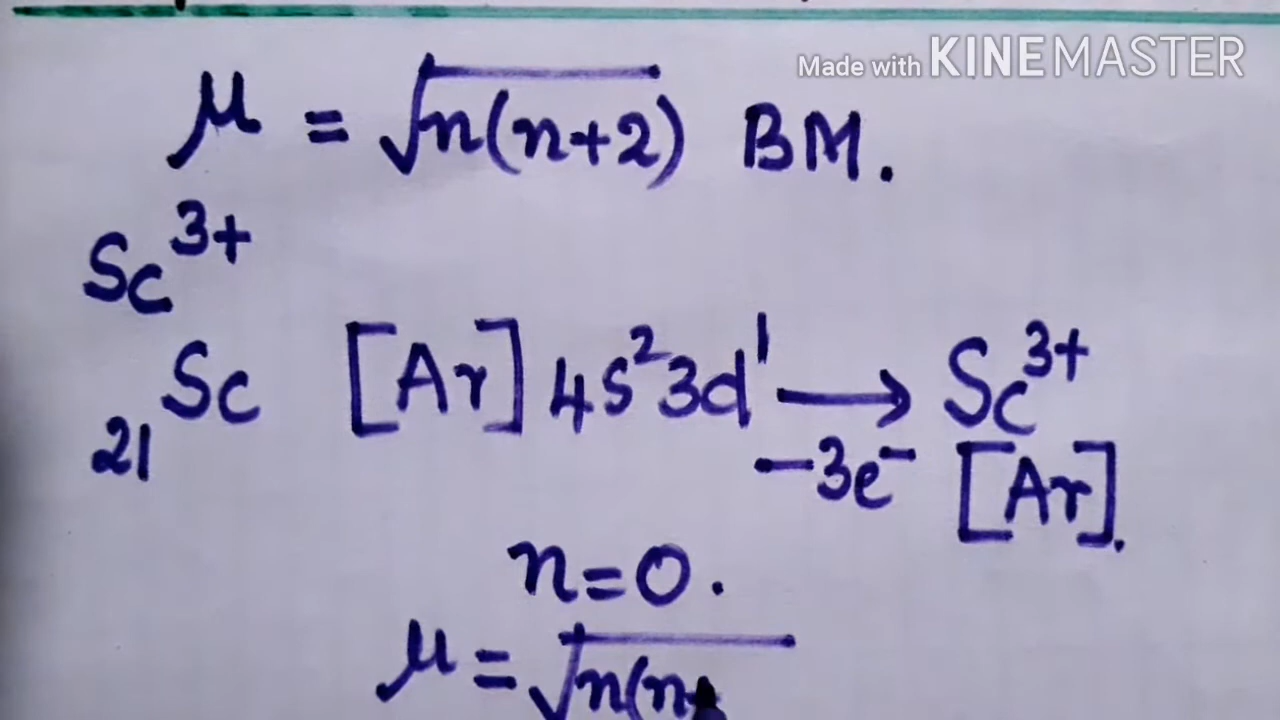 Made with KINEMASTER
μ = √n(n+2) BM.
Sc³⁺
₂₁Sc [Ar] 4s² 3d¹ ⟶ Sc³⁺
−3e⁻ [Ar].
n=0.
μ = √n(n+